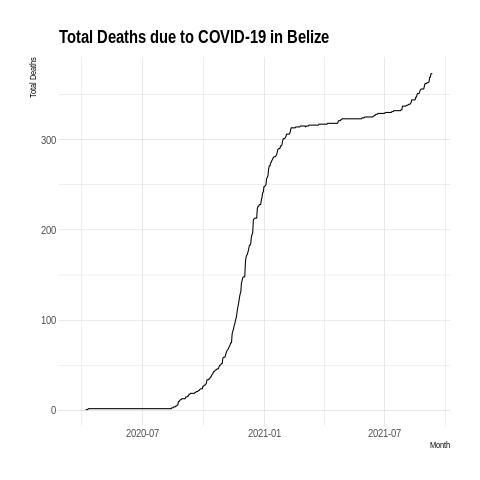 Total Deaths due to COVID-19 in Belize
Total Deaths
300
200
100
0
2020-07
2021-01
2021-07
Month